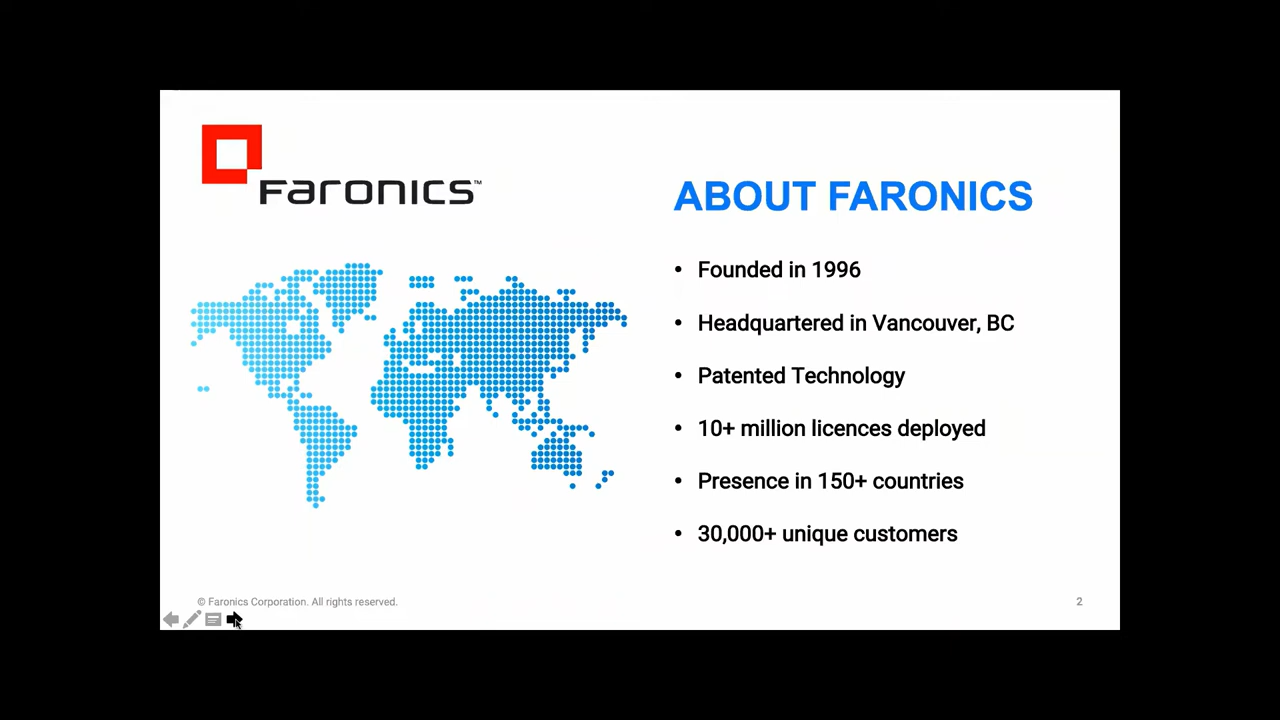 FARONICS™
ABOUT FARONICS
• Founded in 1996
• Headquartered in Vancouver, BC
• Patented Technology
• 10+ million licences deployed
• Presence in 150+ countries
• 30,000+ unique customers
© Faronics Corporation. All rights reserved.
2